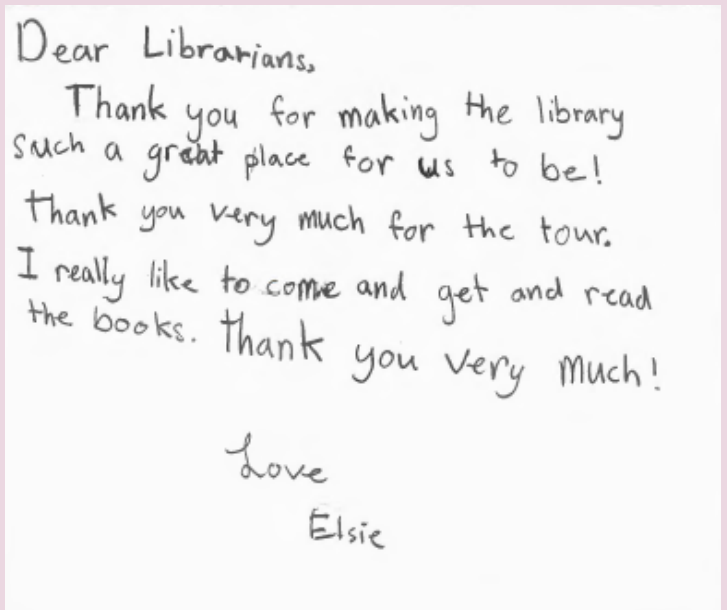 Dear Librarians,
Thank you for making the library
such a great place for us to be!
Thank you very much for the tour.
I really like to come and get and read
the books. Thank you very much!
Love
Elsie